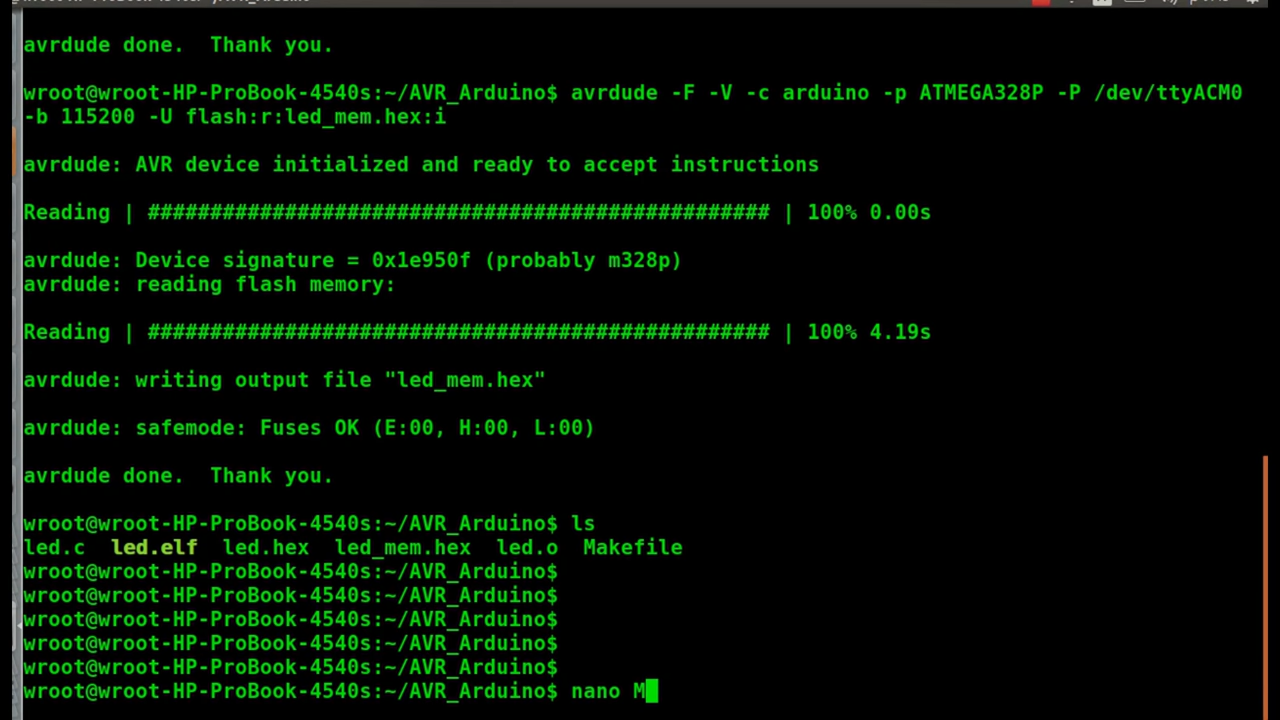 avrdude done.  Thank you.
wroot@wroot-HP-ProBook-4540s:~/AVR_Arduino$ avrdude -F -V -c arduino -p ATMEGA328P -P /dev/ttyACM0
-b 115200 -U flash:r:led_mem.hex:i
avrdude: AVR device initialized and ready to accept instructions
Reading | ################################################## | 100% 0.00s
avrdude: Device signature = 0x1e950f (probably m328p)
avrdude: reading flash memory:
Reading | ################################################## | 100% 4.19s
avrdude: writing output file "led_mem.hex"
avrdude: safemode: Fuses OK (E:00, H:00, L:00)
avrdude done.  Thank you.
wroot@wroot-HP-ProBook-4540s:~/AVR_Arduino$ ls
led.c  led.elf  led.hex  led_mem.hex  led.o  Makefile
wroot@wroot-HP-ProBook-4540s:~/AVR_Arduino$
wroot@wroot-HP-ProBook-4540s:~/AVR_Arduino$
wroot@wroot-HP-ProBook-4540s:~/AVR_Arduino$
wroot@wroot-HP-ProBook-4540s:~/AVR_Arduino$
wroot@wroot-HP-ProBook-4540s:~/AVR_Arduino$
wroot@wroot-HP-ProBook-4540s:~/AVR_Arduino$ nano M